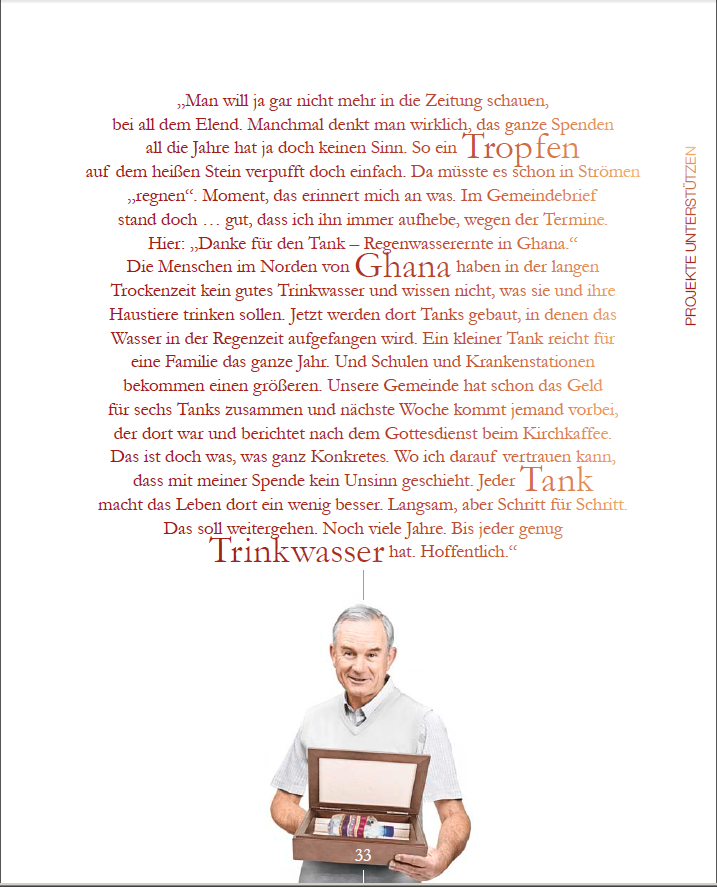 „Man will ja gar nicht mehr in die Zeitung schauen,
bei all dem Elend. Manchmal denkt man wirklich, das ganze Spenden
all die Jahre hat ja doch keinen Sinn. So ein Tropfen
auf dem heißen Stein verpufft doch einfach. Da müsste es schon in Strömen
„regnen“. Moment, das erinnert mich an was. Im Gemeindebrief
stand doch … gut, dass ich ihn immer aufhebe, wegen der Termine.
Hier: „Danke für den Tank – Regenwasserernte in Ghana.“
Die Menschen im Norden von Ghana haben in der langen
Trockenzeit kein gutes Trinkwasser und wissen nicht, was sie und ihre
Haustiere trinken sollen. Jetzt werden dort Tanks gebaut, in denen das
Wasser in der Regenzeit aufgefangen wird. Ein kleiner Tank reicht für
eine Familie das ganze Jahr. Und Schulen und Krankenstationen
bekommen einen größeren. Unsere Gemeinde hat schon das Geld
für sechs Tanks zusammen und nächste Woche kommt jemand vorbei,
der dort war und berichtet nach dem Gottesdienst beim Kirchkaffee.
Das ist doch was, was ganz Konkretes. Wo ich darauf vertrauen kann,
dass mit meiner Spende kein Unsinn geschieht. Jeder Tank
macht das Leben dort ein wenig besser. Langsam, aber Schritt für Schritt.
Das soll weitergehen. Noch viele Jahre. Bis jeder genug
Trinkwasser hat. Hoffentlich.“
PROJEKTE UNTERSTÜTZEN
33